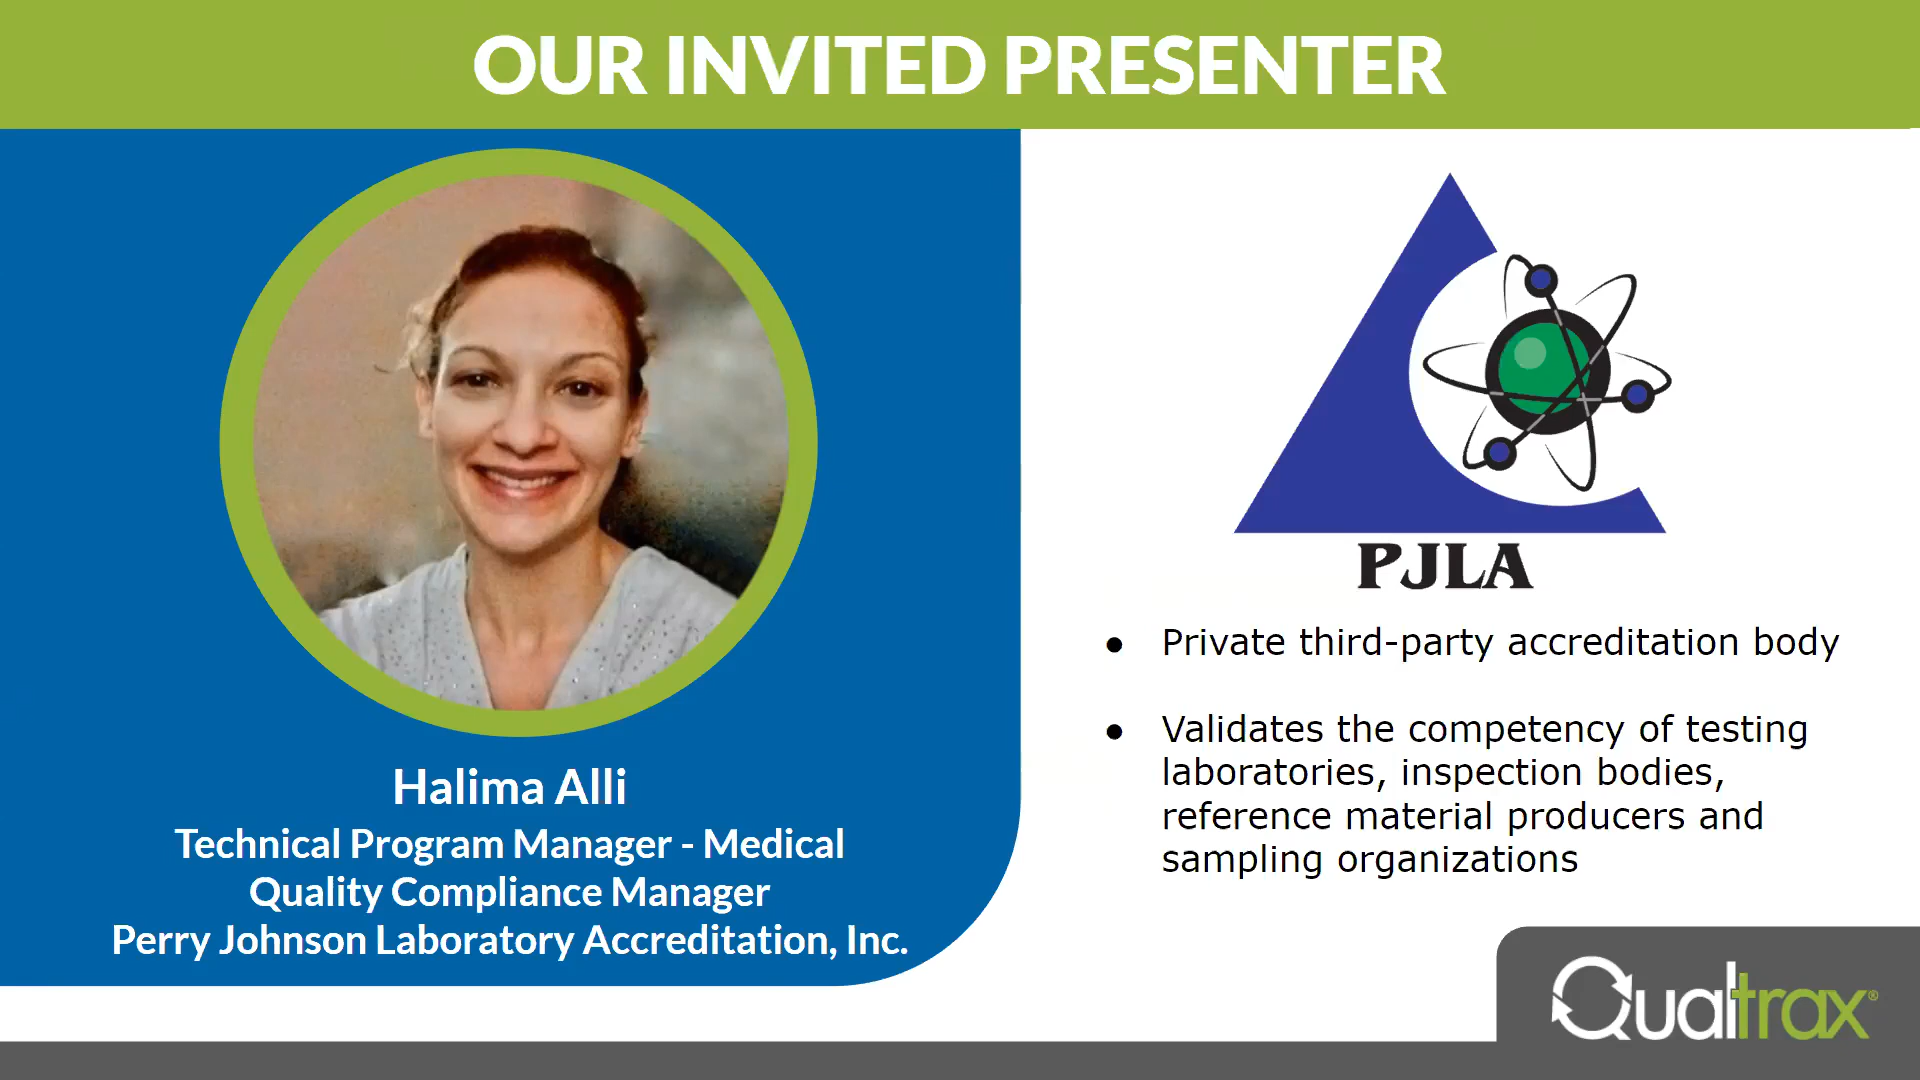 OUR INVITED PRESENTER
Halima Alli
Technical Program Manager - Medical
Quality Compliance Manager
Perry Johnson Laboratory Accreditation, Inc.
PJLA
● Private third-party accreditation body
● Validates the competency of testing
laboratories, inspection bodies,
reference material producers and
sampling organizations
Qualtrax®